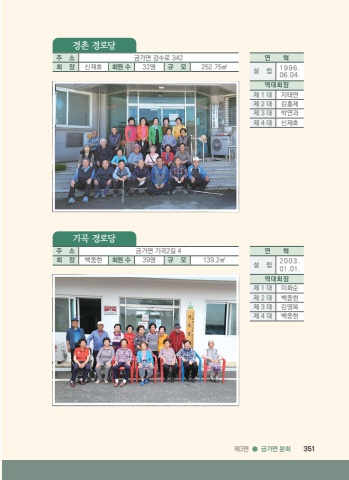 경촌 경로당
주 소 금가면 강수로 342
회 장 신재호 회원 수 32명 규 모 252.75㎡
연 혁
설 립 1996. 06.04.
역대회장
제 1 대 지태연
제 2 대 김홍제
제 3 대 박연과
제 4 대 신재호
기곡 경로당
주 소 금가면 기곡2길 4
회 장 백종현 회원 수 39명 규 모 139.2㎡
연 혁
설 립 2003. 01.01.
역대회장
제 1 대 이화순
제 2 대 백종현
제 3 대 김영목
제 4 대 백종현
제3편 ● 금가면 문화 351